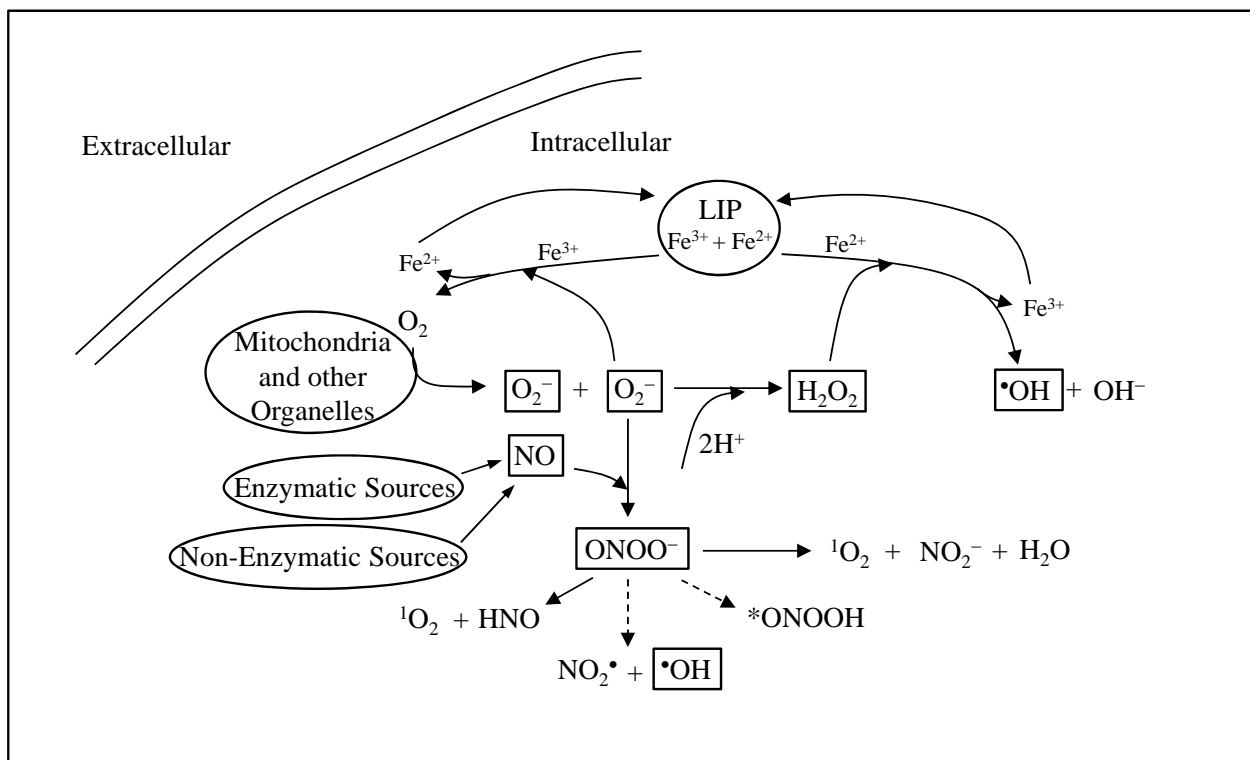 Extracellular
Intracellular
LIP
Fe³⁺ + Fe²⁺
Fe³⁺
Fe²⁺
Fe²⁺
Fe³⁺
O₂
Mitochondria
and other
Organelles
O₂⁻ + O₂⁻
H₂O₂
•OH + OH⁻
2H⁺
NO
Enzymatic Sources
Non-Enzymatic Sources
ONOO⁻
¹O₂ + NO₂⁻ + H₂O
¹O₂ + HNO
*ONOOH
NO₂• + •OH